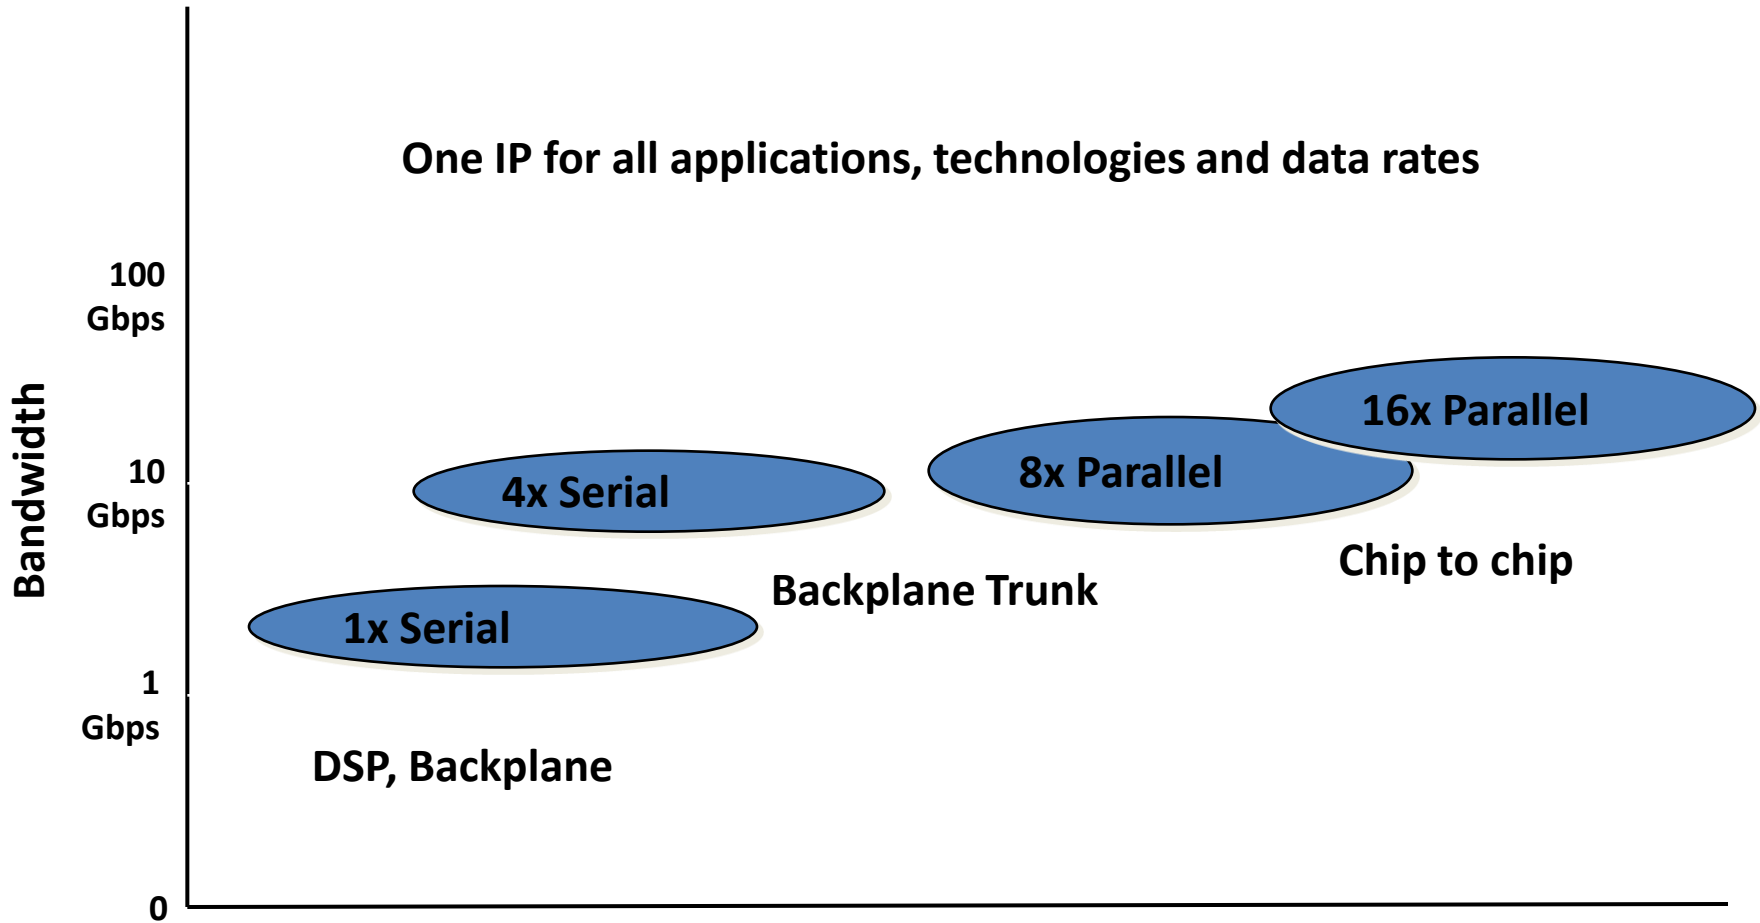 One IP for all applications, technologies and data rates
100
Gbps
16x Parallel
Bandwidth
10
Gbps
4x Serial
8x Parallel
Chip to chip
Backplane Trunk
1x Serial
1
Gbps
DSP, Backplane
0